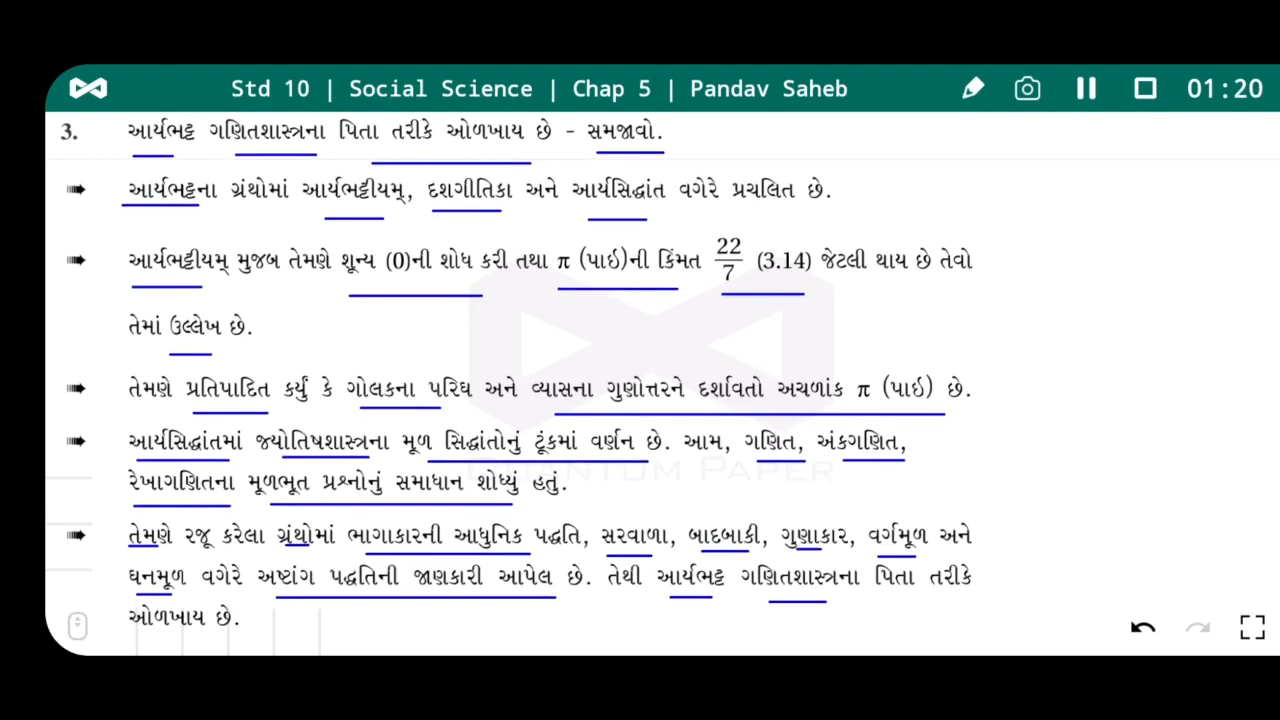 Std 10 | Social Science | Chap 5 | Pandav Saheb 01:20
3. આર્યભટ્ટ ગણિતશાસ્ત્રના પિતા તરીકે ઓળખાય છે - સમજાવો.
➠ આર્યભટ્ટના ગ્રંથોમાં આર્યભટ્ટીયમ્, દશગીતિકા અને આર્યસિદ્ધાંત વગેરે પ્રચલિત છે.
➠ આર્યભટ્ટીયમ્ મુજબ તેમણે શૂન્ય (0)ની શોધ કરી તથા π (પાઇ)ની કિંમત 22/7 (3.14) જેટલી થાય છે તેવો
તેમાં ઉલ્લેખ છે.
➠ તેમણે પ્રતિપાદિત કર્યું કે ગોલકના પરિઘ અને વ્યાસના ગુણોત્તરને દર્શાવતો અચળાંક π (પાઇ) છે.
➠ આર્યસિદ્ધાંતમાં જ્યોતિષશાસ્ત્રના મૂળ સિદ્ધાંતોનું ટૂંકમાં વર્ણન છે. આમ, ગણિત, અંકગણિત,
QUANTUM PAPER
રેખાગણિતના મૂળભૂત પ્રશ્નોનું સમાધાન શોધ્યું હતું.
➠ તેમણે રજૂ કરેલા ગ્રંથોમાં ભાગાકારની આધુનિક પદ્ધતિ, સરવાળા, બાદબાકી, ગુણાકાર, વર્ગમૂળ અને
ઘનમૂળ વગેરે અષ્ટાંગ પદ્ધતિની જાણકારી આપેલ છે. તેથી આર્યભટ્ટ ગણિતશાસ્ત્રના પિતા તરીકે
ઓળખાય છે.